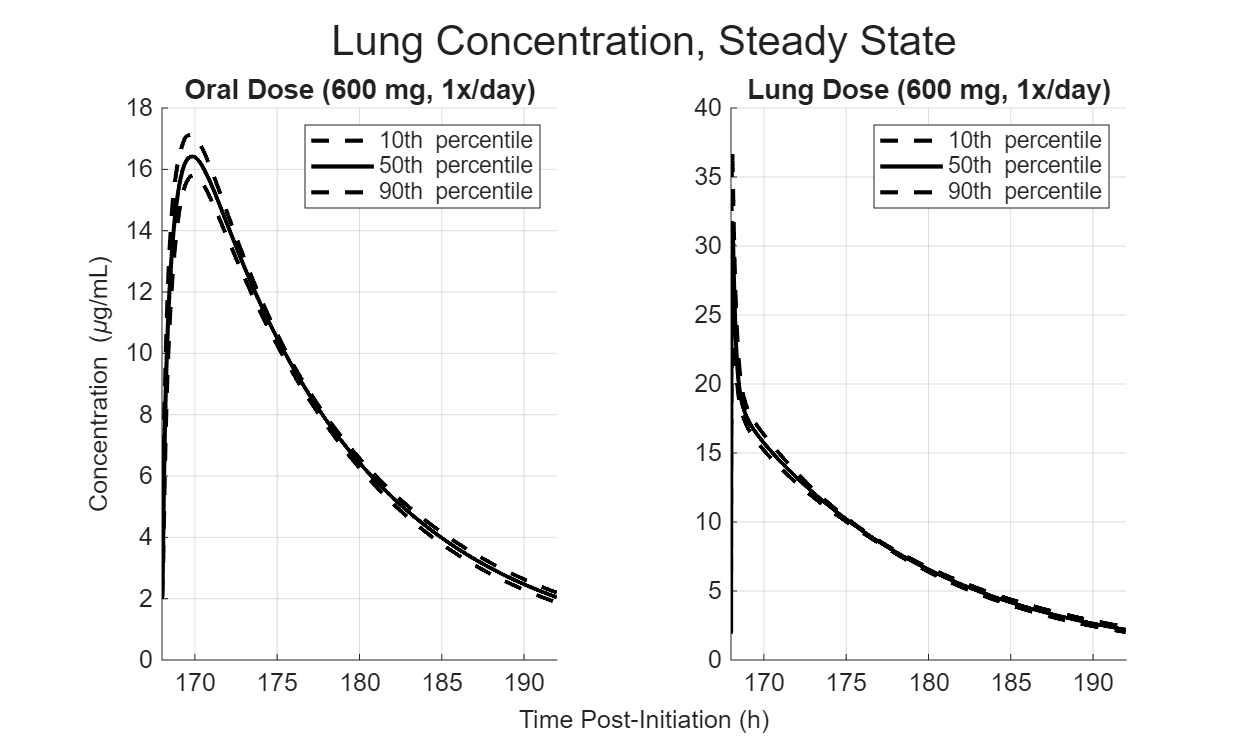 Lung Concentration, Steady State
Oral Dose (600 mg, 1x/day)
18
16
14
12
10
8
6
4
2
0
170
175
180
185
190
10th percentile
50th percentile
90th percentile
Concentration (μg/mL)
Lung Dose (600 mg, 1x/day)
40
35
30
25
20
15
10
5
0
170
175
180
185
190
10th percentile
50th percentile
90th percentile
Time Post-Initiation (h)